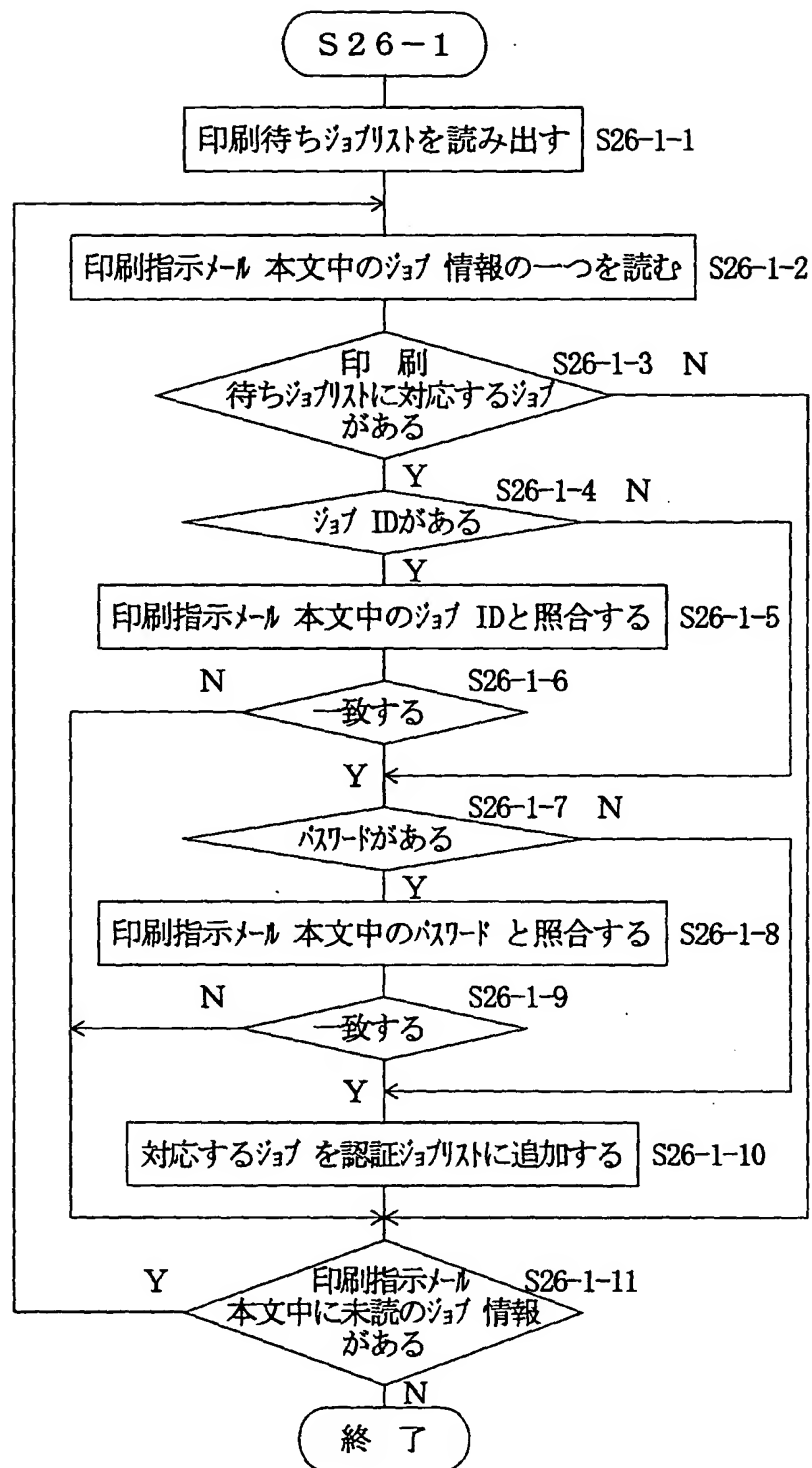 S26-1
印刷待ちｼﾞｮﾌﾞﾘｽﾄを読み出す S26-1-1
印刷指示ﾒｰﾙ 本文中のｼﾞｮﾌﾞ 情報の一つを読む S26-1-2
印 刷 S26-1-3 N
待ちｼﾞｮﾌﾞﾘｽﾄに対応するｼﾞｮﾌﾞ
がある
Y
S26-1-4 N
ｼﾞｮﾌﾞ IDがある
Y
印刷指示ﾒｰﾙ 本文中のｼﾞｮﾌﾞ IDと照合する S26-1-5
N S26-1-6
一致する
Y
S26-1-7 N
ﾊﾟｽﾜｰﾄﾞがある
Y
印刷指示ﾒｰﾙ 本文中のﾊﾟｽﾜｰﾄﾞ と照合する S26-1-8
N S26-1-9
一致する
Y
対応するｼﾞｮﾌﾞ を認証ｼﾞｮﾌﾞﾘｽﾄに追加する S26-1-10
Y 印刷指示ﾒｰﾙ S26-1-11
本文中に未読のｼﾞｮﾌﾞ 情報
がある
N
終 了